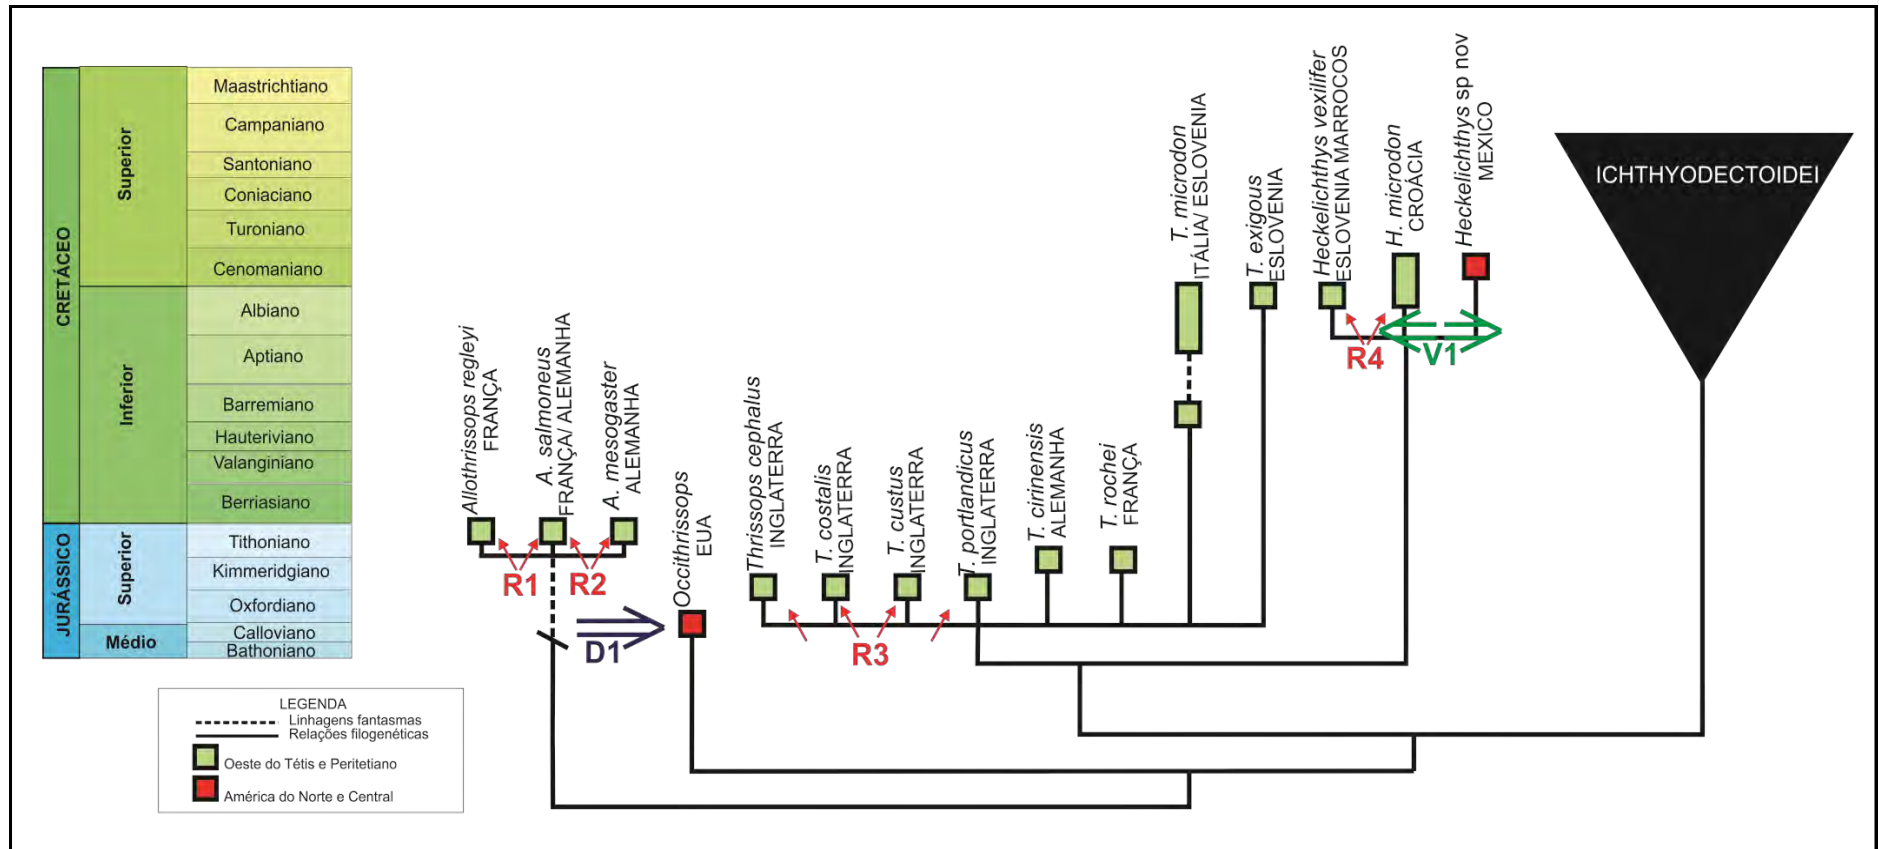 CRETÁCEO
JURÁSSICO
Superior
Inferior
Superior
Médio
Maastrichtiano
Campaniano
Santoniano
Coniaciano
Turoniano
Cenomaniano
Albiano
Aptiano
Barremiano
Hauteriviano
Valanginiano
Berriasiano
Tithoniano
Kimmeridgiano
Oxfordiano
Calloviano
Bathoniano
Allothrissops regleyi
FRANÇA
A. salmoneus
FRANÇA/ ALEMANHA
A. mesogaster
ALEMANHA
Occithrissops
EUA
Thrissops cephalus
INGLATERRA
T. costalis
INGLATERRA
T. custus
INGLATERRA
T. portlandicus
INGLATERRA
T. cirinensis
ALEMANHA
T. rochei
FRANÇA
T. microdon
ITÁLIA/ ESLOVENIA
T. exigous
ESLOVENIA
Heckelichthys vexilifer
ESLOVENIA MARROCOS
H. microdon
CROÁCIA
Heckelichthys sp nov
MEXICO
ICHTHYODECTOIDEI
R1
R2
D1
R3
R4
V1
LEGENDA
Linhagens fantasmas
Relações filogenéticas
Oeste do Tétis e Peritetiano
América do Norte e Central